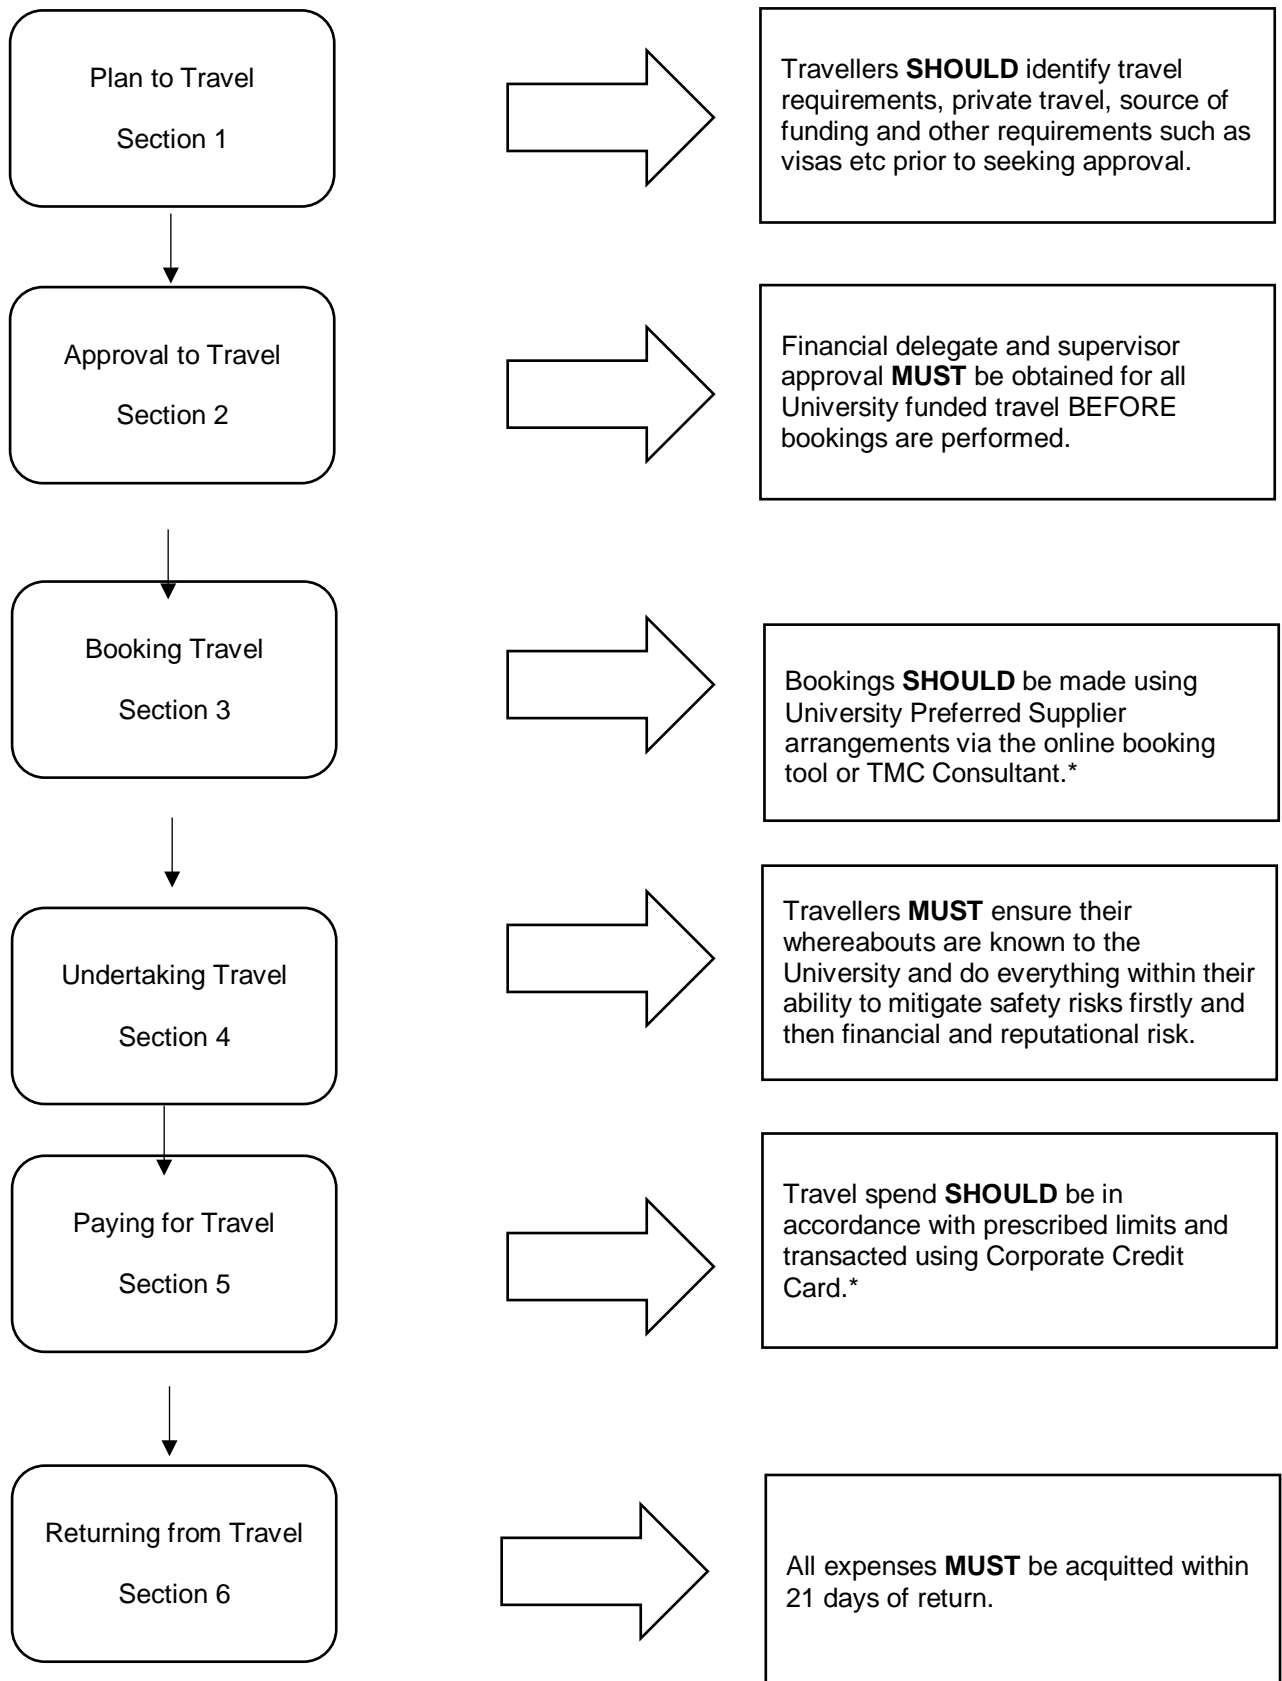 Plan to Travel
Section 1
Travellers SHOULD identify travel
requirements, private travel, source of
funding and other requirements such as
visas etc prior to seeking approval.
Approval to Travel
Section 2
Financial delegate and supervisor
approval MUST be obtained for all
University funded travel BEFORE
bookings are performed.
Booking Travel
Section 3
Bookings SHOULD be made using
University Preferred Supplier
arrangements via the online booking
tool or TMC Consultant.*
Undertaking Travel
Section 4
Travellers MUST ensure their
whereabouts are known to the
University and do everything within their
ability to mitigate safety risks firstly and
then financial and reputational risk.
Paying for Travel
Section 5
Travel spend SHOULD be in
accordance with prescribed limits and
transacted using Corporate Credit
Card.*
Returning from Travel
Section 6
All expenses MUST be acquitted within
21 days of return.